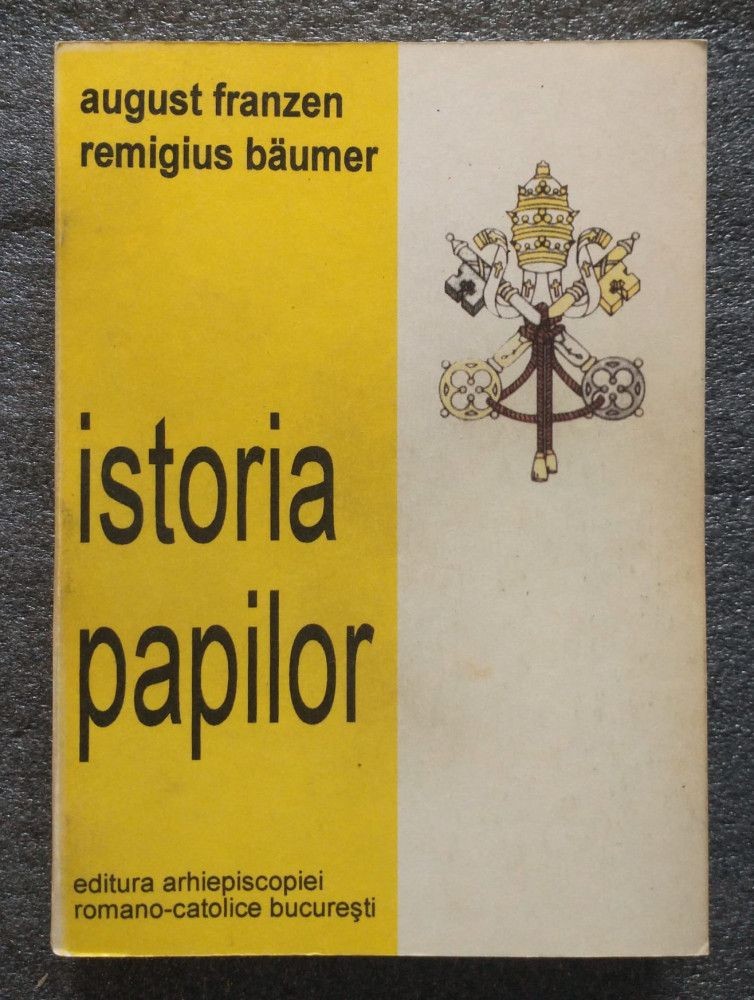 august franzen
remigius bäumer
istoria
papilor
editura arhiepiscopiei
romano-catolice bucureşti